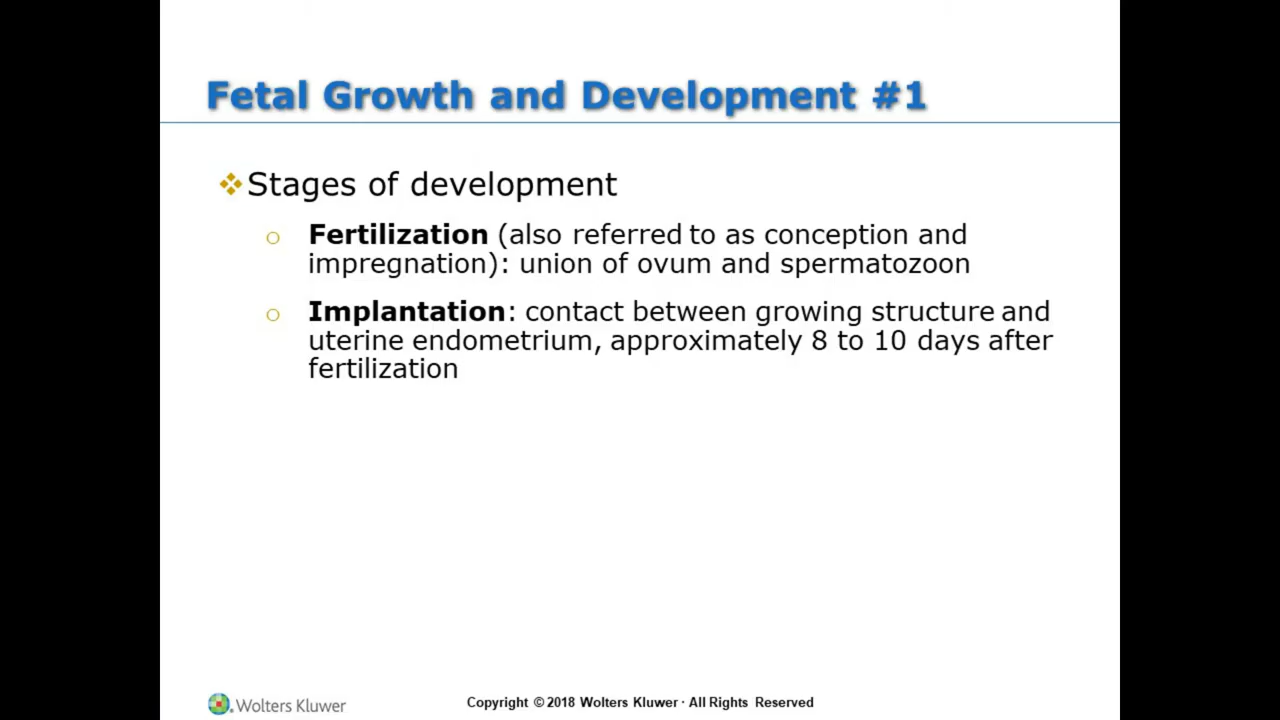 Fetal Growth and Development #1
Stages of development
Fertilization (also referred to as conception and
impregnation): union of ovum and spermatozoon
Implantation: contact between growing structure and
uterine endometrium, approximately 8 to 10 days after
fertilization
Wolters Kluwer
Copyright © 2018 Wolters Kluwer · All Rights Reserved